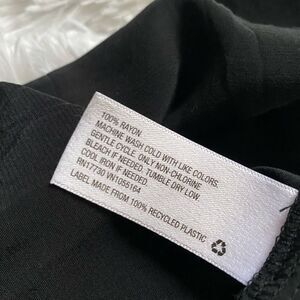 100% RAYON
MACHINE WASH COLD WITH LIKE COLORS.
GENTLE CYCLE. ONLY NON-CHLORINE
BLEACH IF NEEDED. TUMBLE DRY LOW.
COOL IRON IF NEEDED.
RN17730 VN1055164
LABEL MADE FROM 100% RECYCLED PLASTIC